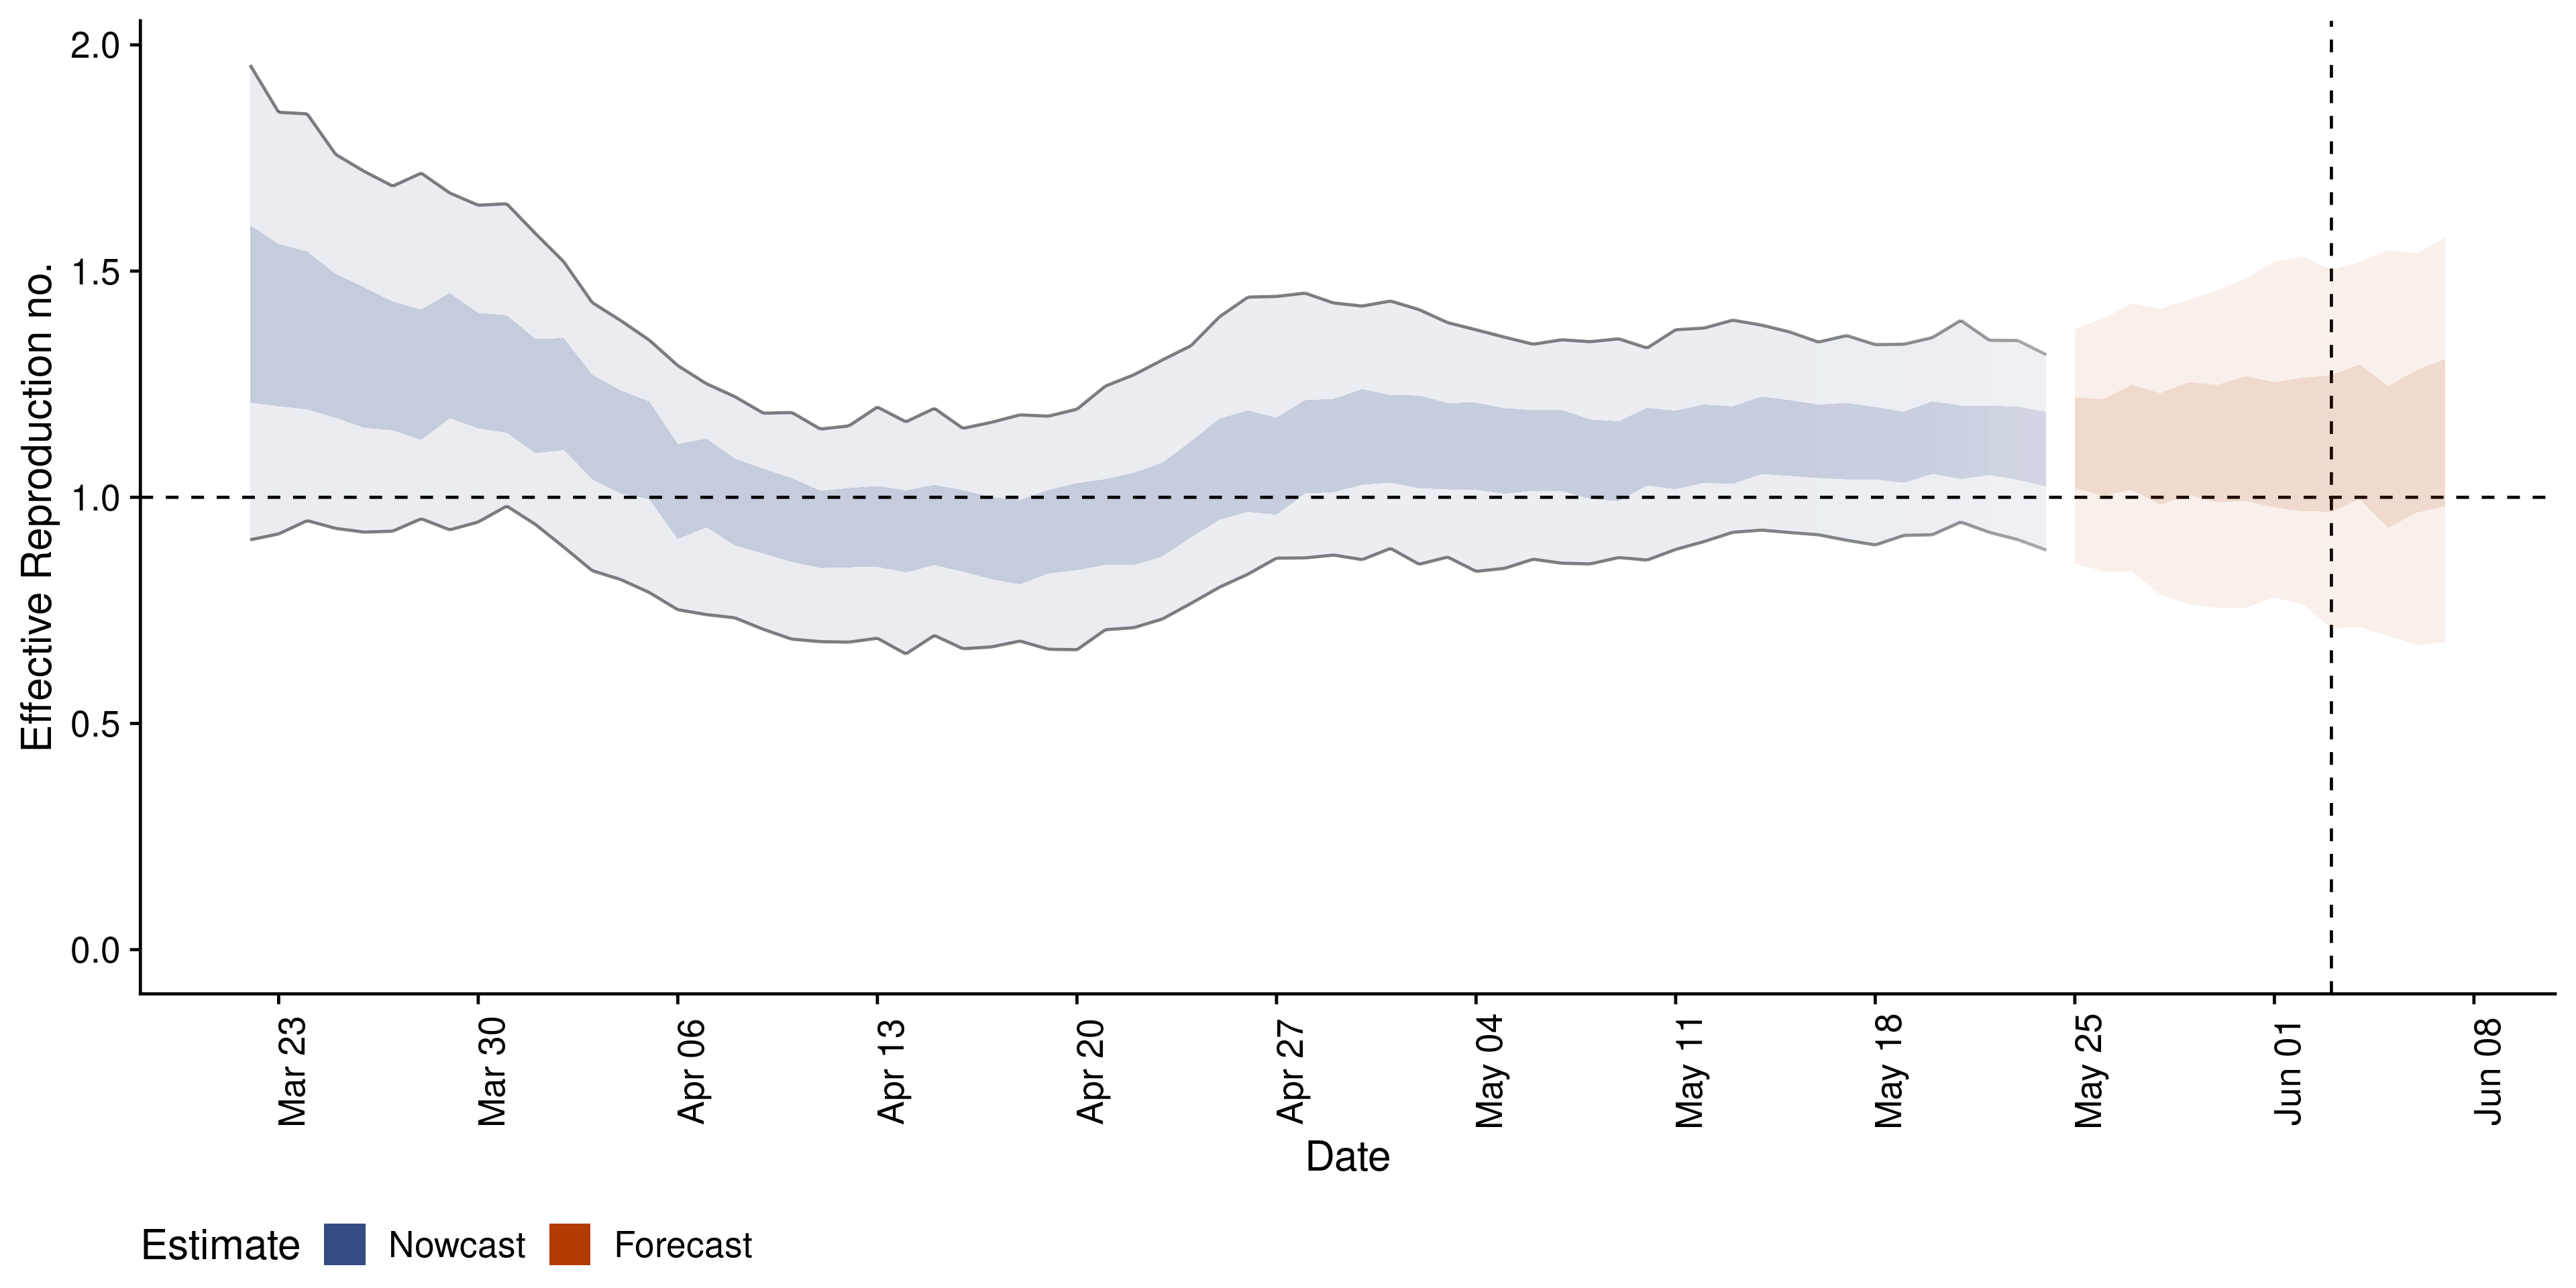 Effective Reproduction no.
2.0
1.5
1.0
0.5
0.0
Mar 23
Mar 30
Apr 06
Apr 13
Apr 20
Apr 27
May 04
May 11
May 18
May 25
Jun 01
Jun 08
Date
Estimate Nowcast Forecast